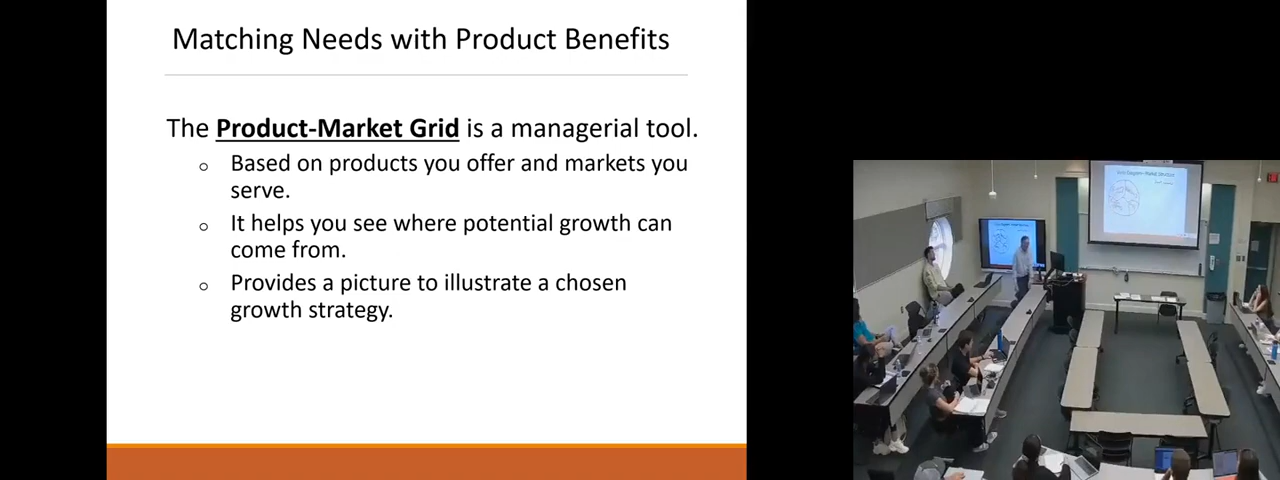 Matching Needs with Product Benefits
The Product-Market Grid is a managerial tool.
o Based on products you offer and markets you
serve.
o It helps you see where potential growth can
come from.
o Provides a picture to illustrate a chosen
growth strategy.